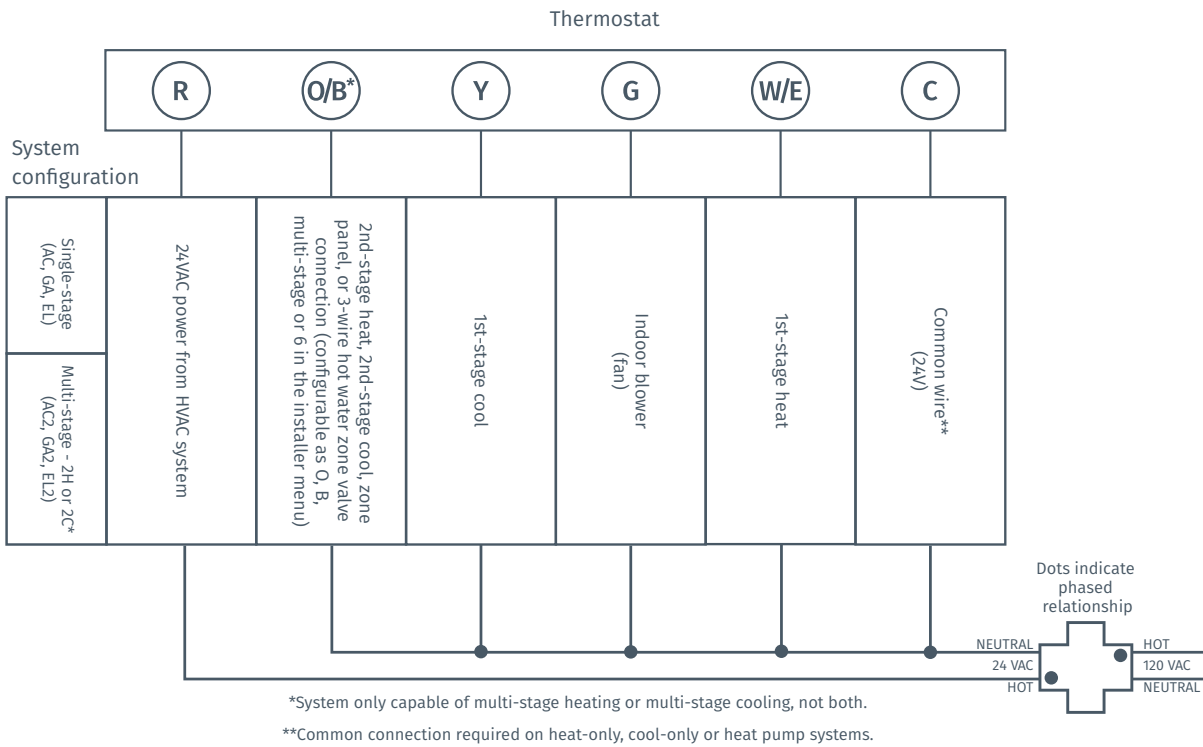 Thermostat
R
O/B*
Y
G
W/E
C
System
configuration
Single-stage
(AC, GA, EL)
Multi-stage - 2H or 2C*
(AC2, GA2, EL2)
24VAC power from HVAC system
2nd-stage heat, 2nd-stage cool, zone
panel, or 3-wire hot water zone valve
connection (configurable as O, B,
multi-stage or 6 in the installer menu)
1st-stage cool
Indoor blower
(fan)
1st-stage heat
Common wire**
(24V)
Dots indicate
phased
relationship
NEUTRAL
24 VAC
HOT
HOT
120 VAC
NEUTRAL
*System only capable of multi-stage heating or multi-stage cooling, not both.
**Common connection required on heat-only, cool-only or heat pump systems.